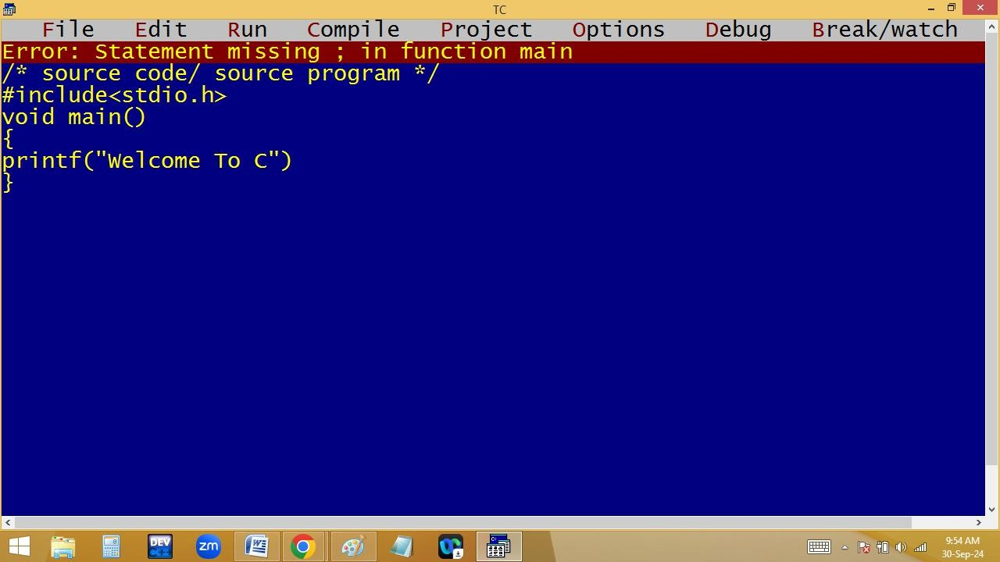 TC
File Edit Run Compile Project Options Debug Break/watch
Error: Statement missing ; in function main
/* source code/ source program */
#include<stdio.h>
void main()
{
printf("Welcome To C")
}
DEV
C++
zm
9:54 AM
30-Sep-24